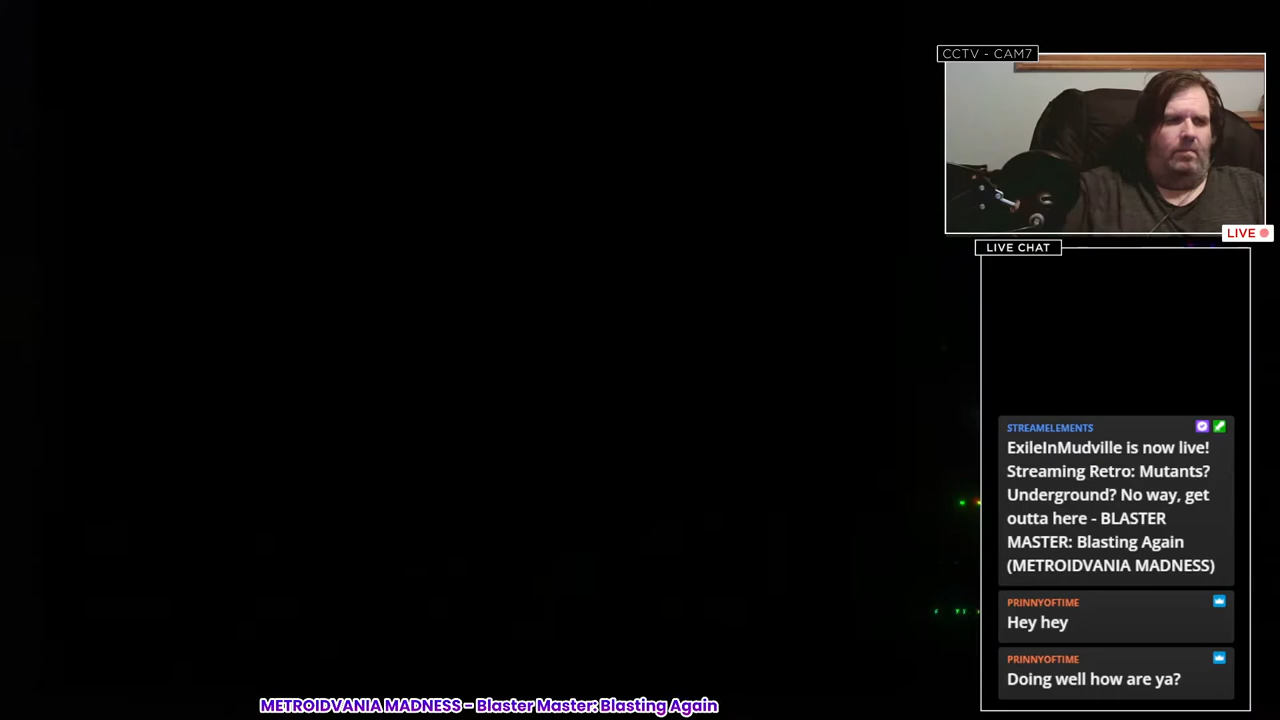 CCTV - CAM7
LIVE
LIVE CHAT
STREAMELEMENTS
ExileInMudville is now live!
Streaming Retro: Mutants?
Underground? No way, get
outta here - BLASTER
MASTER: Blasting Again
(METROIDVANIA MADNESS)
PRINNYOFTIME
Hey hey
PRINNYOFTIME
Doing well how are ya?
METROIDVANIA MADNESS - Blaster Master: Blasting Again